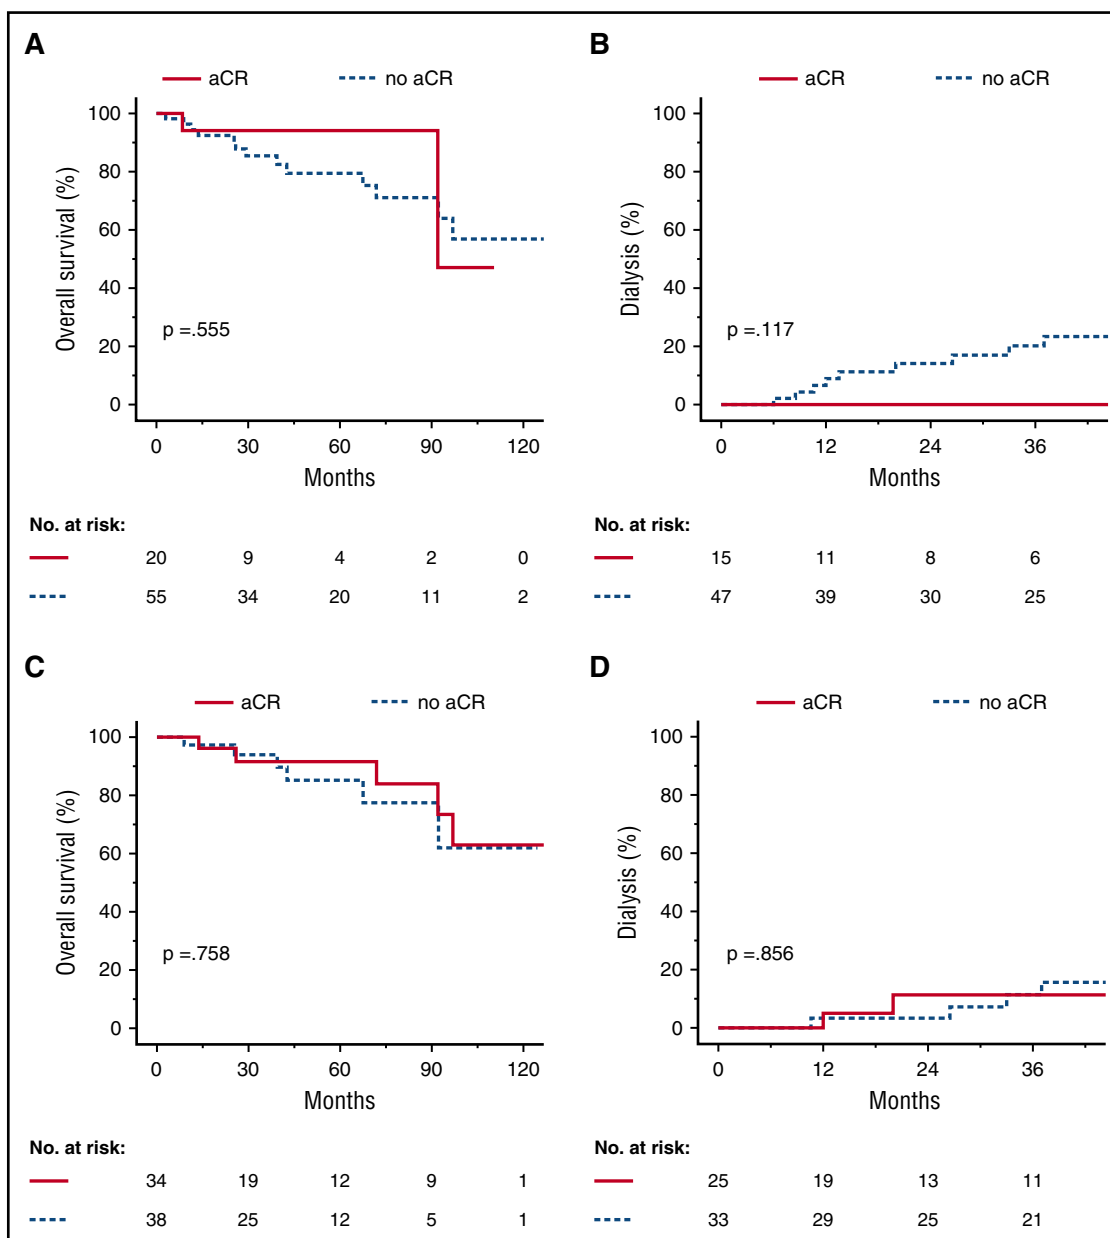 A
aCR
no aCR
100
80
60
40
20
0
Overall survival (%)
p =.555
0 30 60 90 120
Months
No. at risk:
20 9 4 2 0
55 34 20 11 2
B
aCR
no aCR
100
80
60
40
20
0
Dialysis (%)
p =.117
0 12 24 36
Months
No. at risk:
15 11 8 6
47 39 30 25
C
aCR
no aCR
100
80
60
40
20
0
Overall survival (%)
p =.758
0 30 60 90 120
Months
No. at risk:
34 19 12 9 1
38 25 12 5 1
D
aCR
no aCR
100
80
60
40
20
0
Dialysis (%)
p =.856
0 12 24 36
Months
No. at risk:
25 19 13 11
33 29 25 21